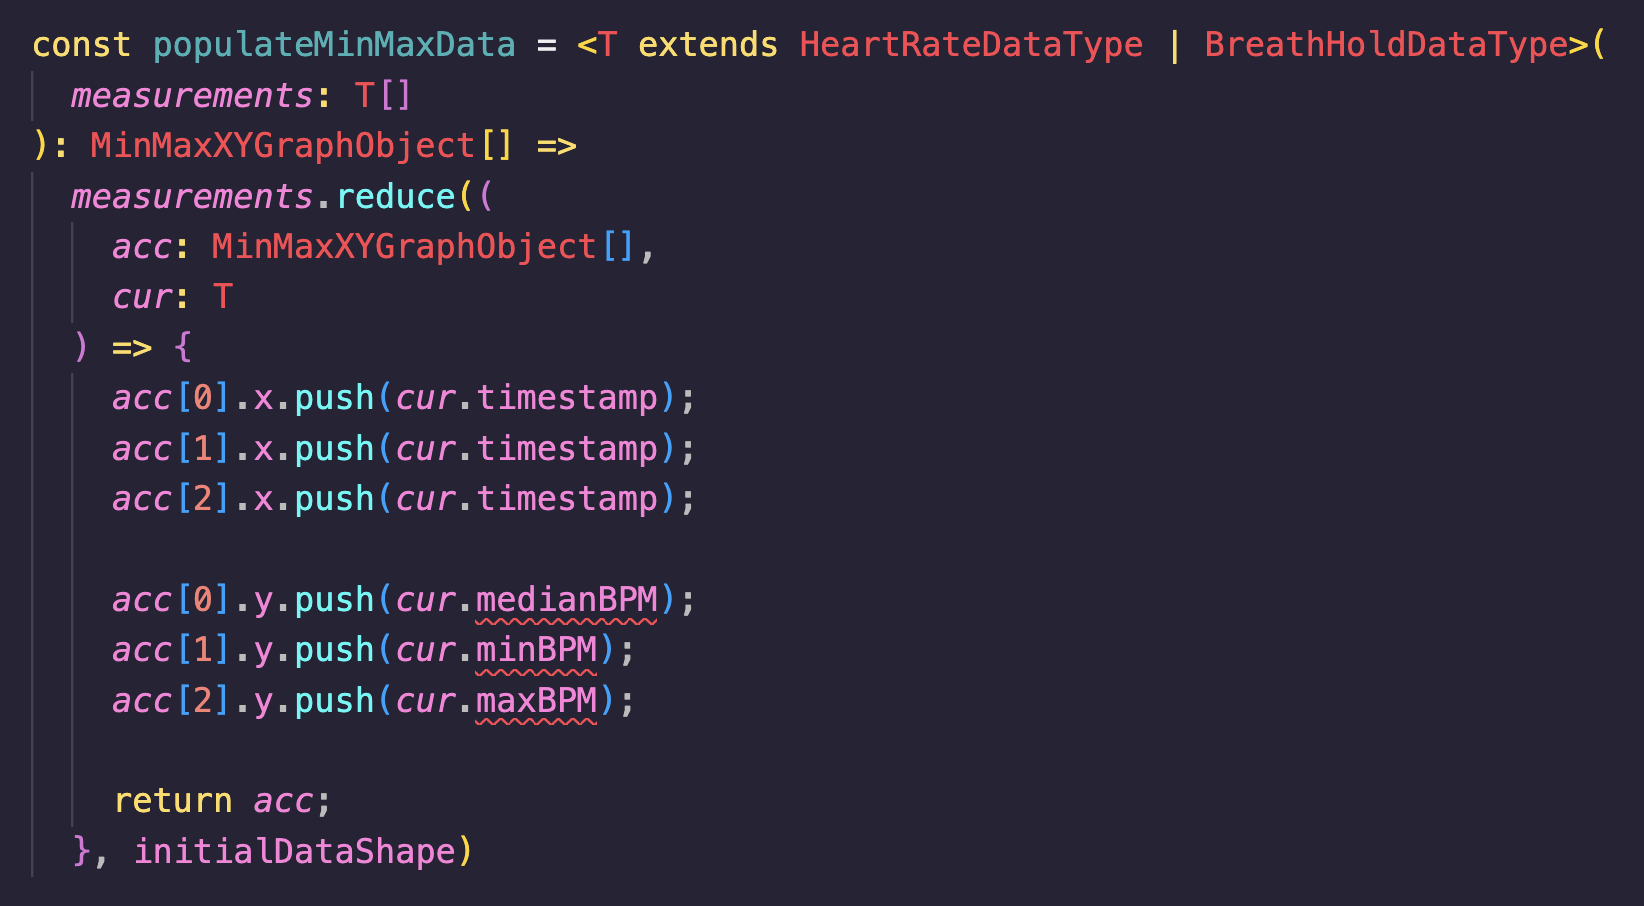 const populateMinMaxData = <T extends HeartRateDataType | BreathHoldDataType>(
  measurements: T[]
): MinMaxXYGraphObject[] =>
  measurements.reduce((
    acc: MinMaxXYGraphObject[],
    cur: T
  ) => {
    acc[0].x.push(cur.timestamp);
    acc[1].x.push(cur.timestamp);
    acc[2].x.push(cur.timestamp);

    acc[0].y.push(cur.medianBPM);
    acc[1].y.push(cur.minBPM);
    acc[2].y.push(cur.maxBPM);

    return acc;
  }, initialDataShape)